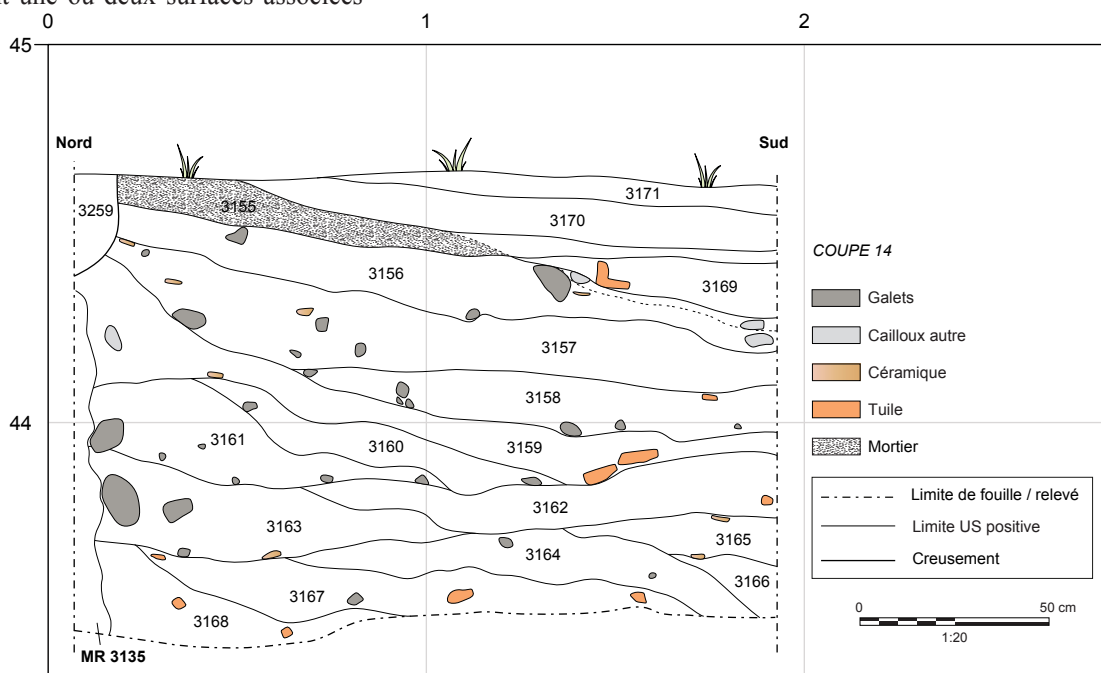 t une ou deux surfaces associées
0 1 2
45
Nord Sud
3259
3155
3171
3170
3156
3169
COUPE 14
Galets
Cailloux autre
3157
Céramique
3158
Tuile
44
3161
3160
3159
Mortier
3162
Limite de fouille / relevé
3163
Limite US positive
3165
3164
Creusement
3166
3167
3168
0 50 cm
1:20
MR 3135